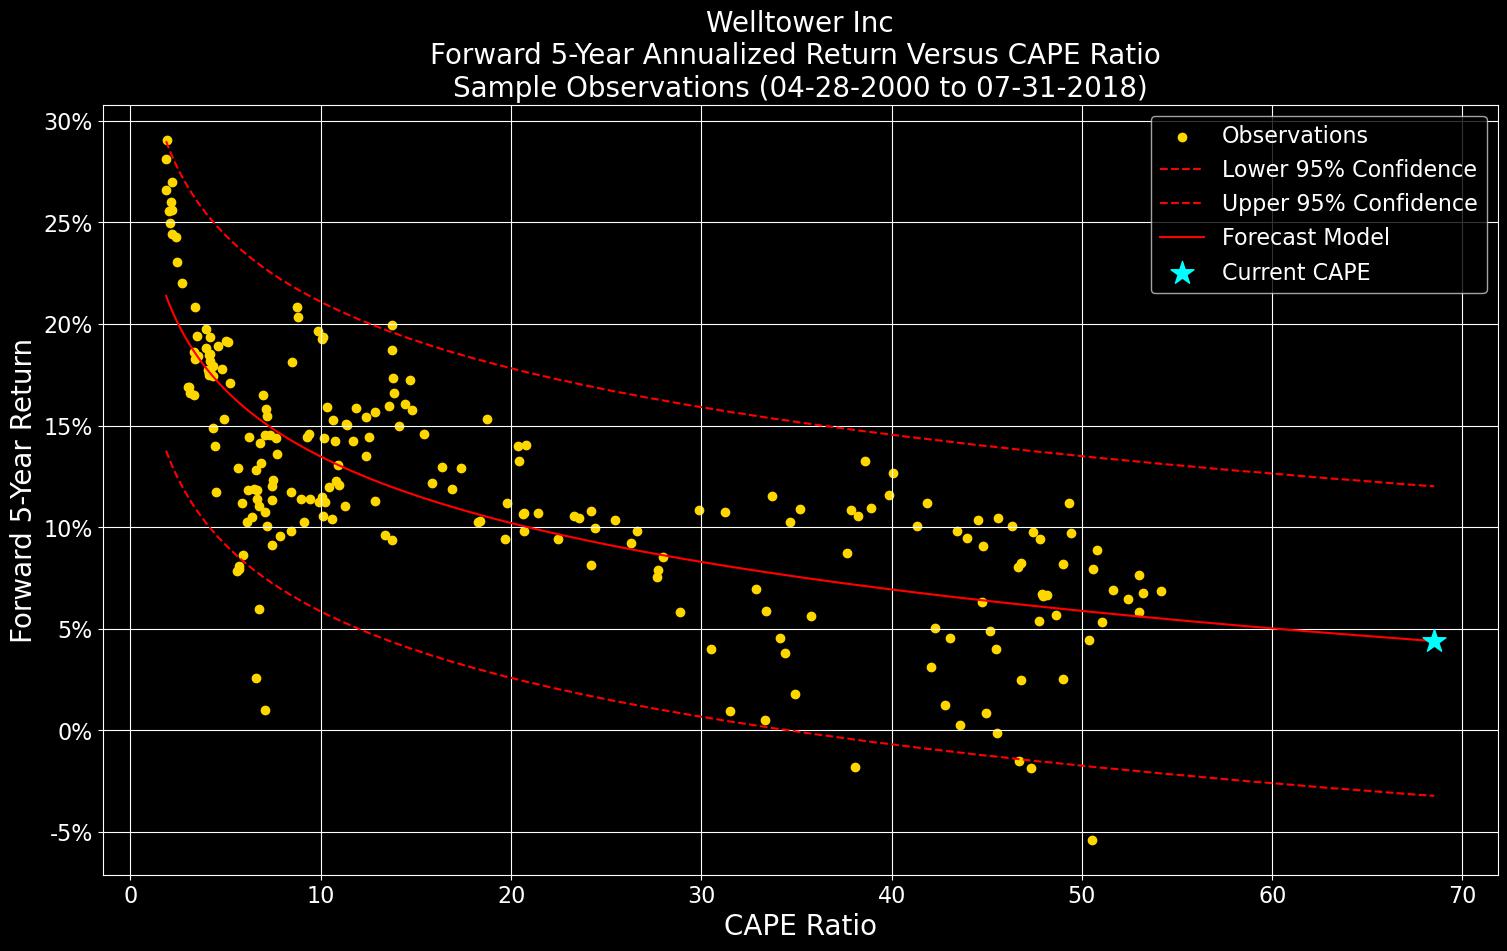 Welltower Inc
Forward 5-Year Annualized Return Versus CAPE Ratio
Sample Observations (04-28-2000 to 07-31-2018)
Observations
Lower 95% Confidence
Upper 95% Confidence
Forecast Model
Current CAPE
Forward 5-Year Return
30%
25%
20%
15%
10%
5%
0%
-5%
0 10 20 30 40 50 60 70
CAPE Ratio